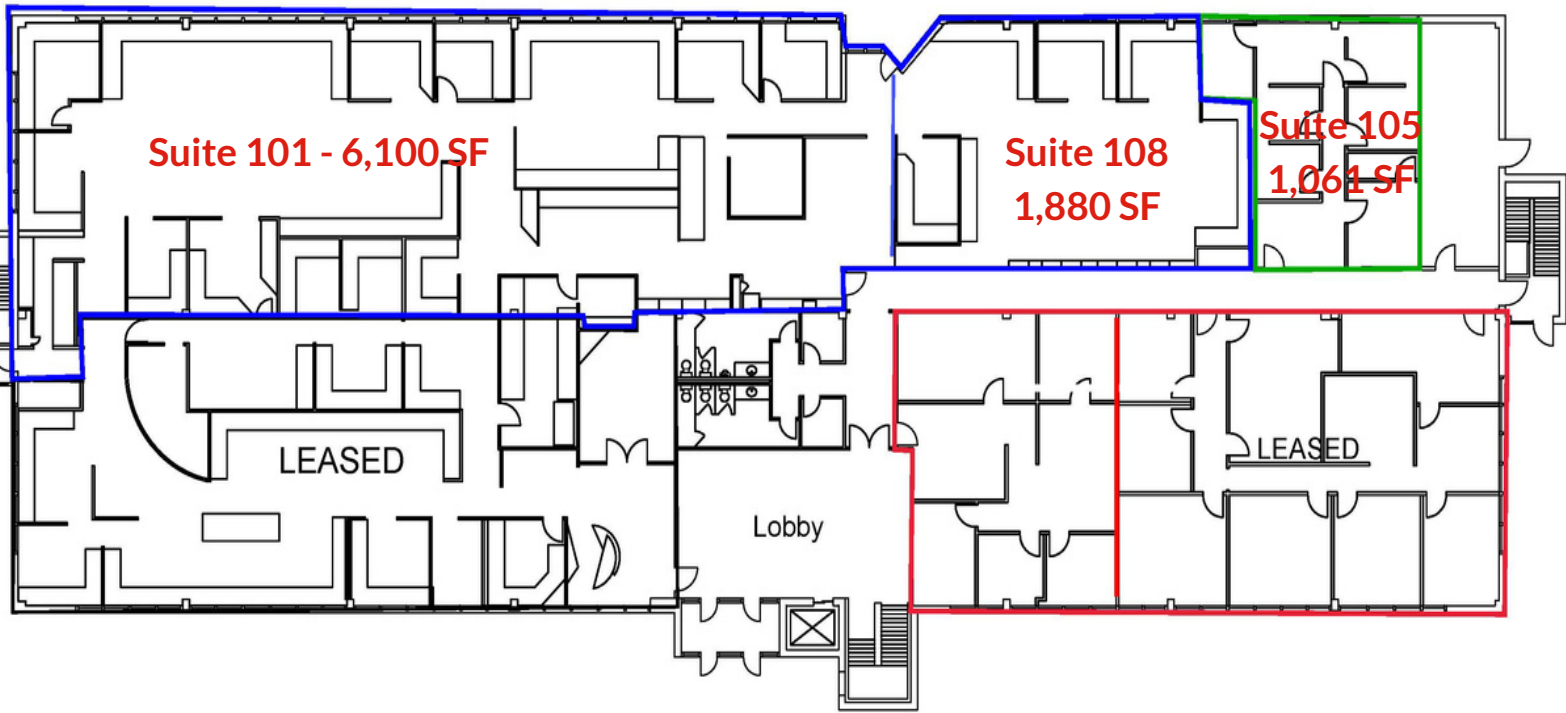 Suite 101 - 6,100 SF
Suite 108
1,880 SF
Suite 105
1,061 SF
LEASED
LEASED
Lobby